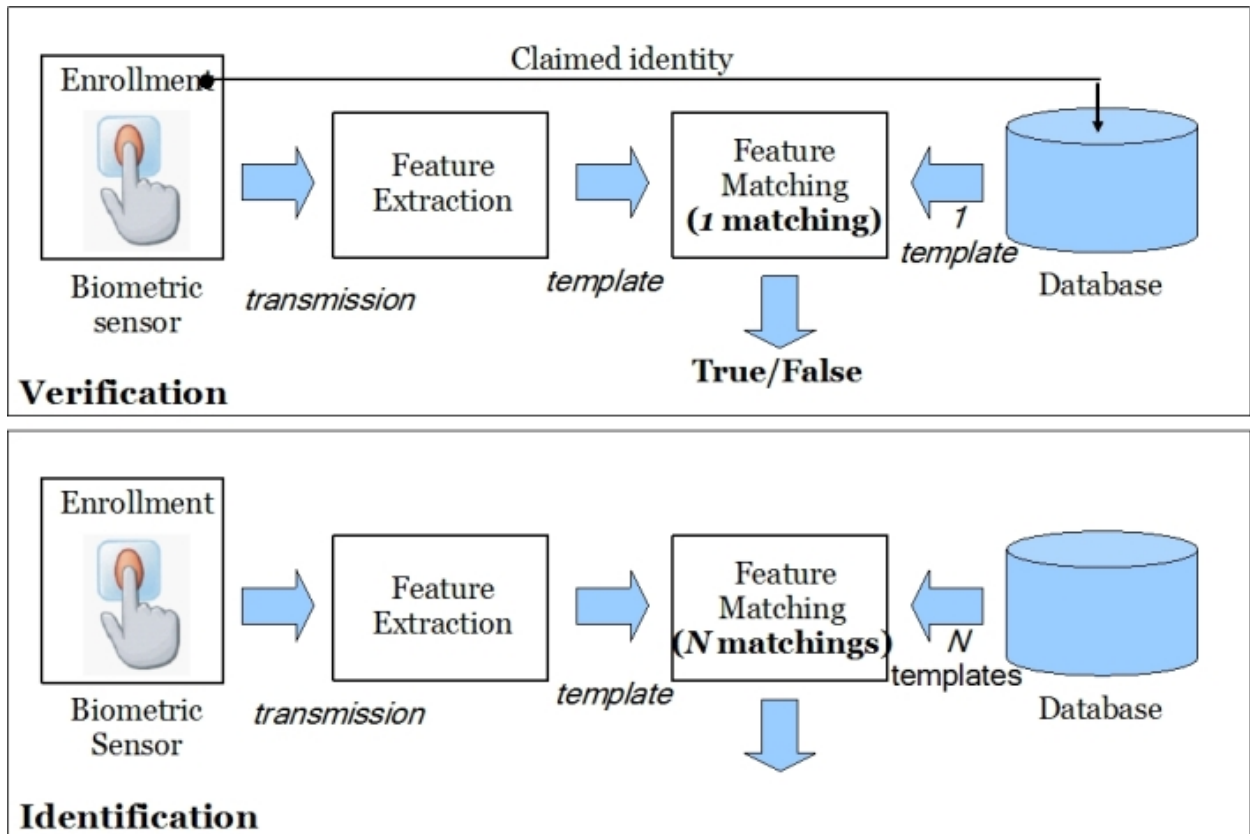 Claimed identity
Enrollment
Feature
Extraction
Feature
Matching
(1 matching)
1
template
template
transmission
Biometric
sensor
Database
True/False
Verification
Enrollment
Feature
Extraction
Feature
Matching
(N matchings)
N
templates
template
transmission
Biometric
Sensor
Database
Identification